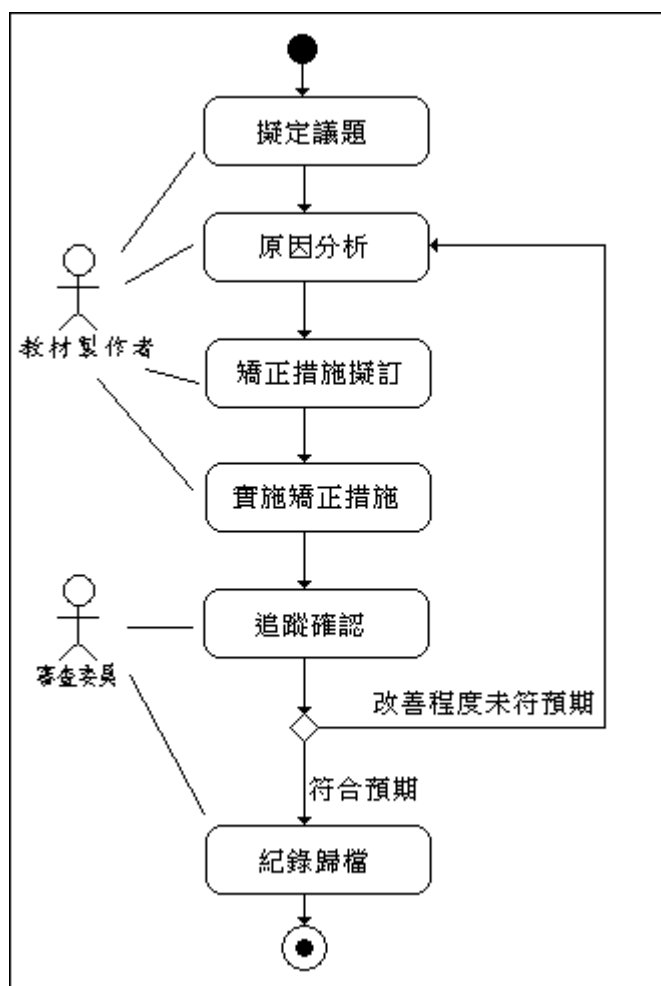 擬定議題
原因分析
教材製作者
矯正措施擬訂
實施矯正措施
追蹤確認
審查委員
改善程度未符預期
符合預期
紀錄歸檔